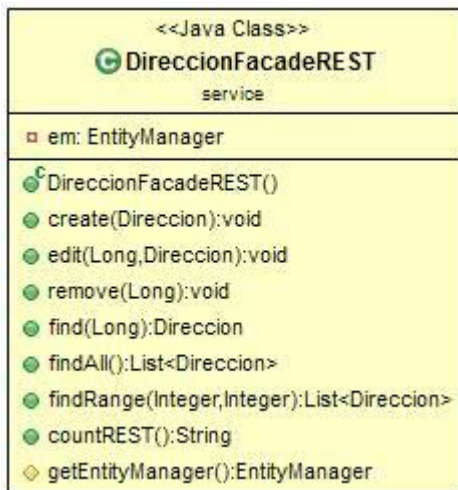 <<Java Class>>
DireccionFacadeREST
service
em: EntityManager
DireccionFacadeREST()
create(Direccion):void
edit(Long,Direccion):void
remove(Long):void
find(Long):Direccion
findAll():List<Direccion>
findRange(Integer,Integer):List<Direccion>
countREST():String
getEntityManager():EntityManager